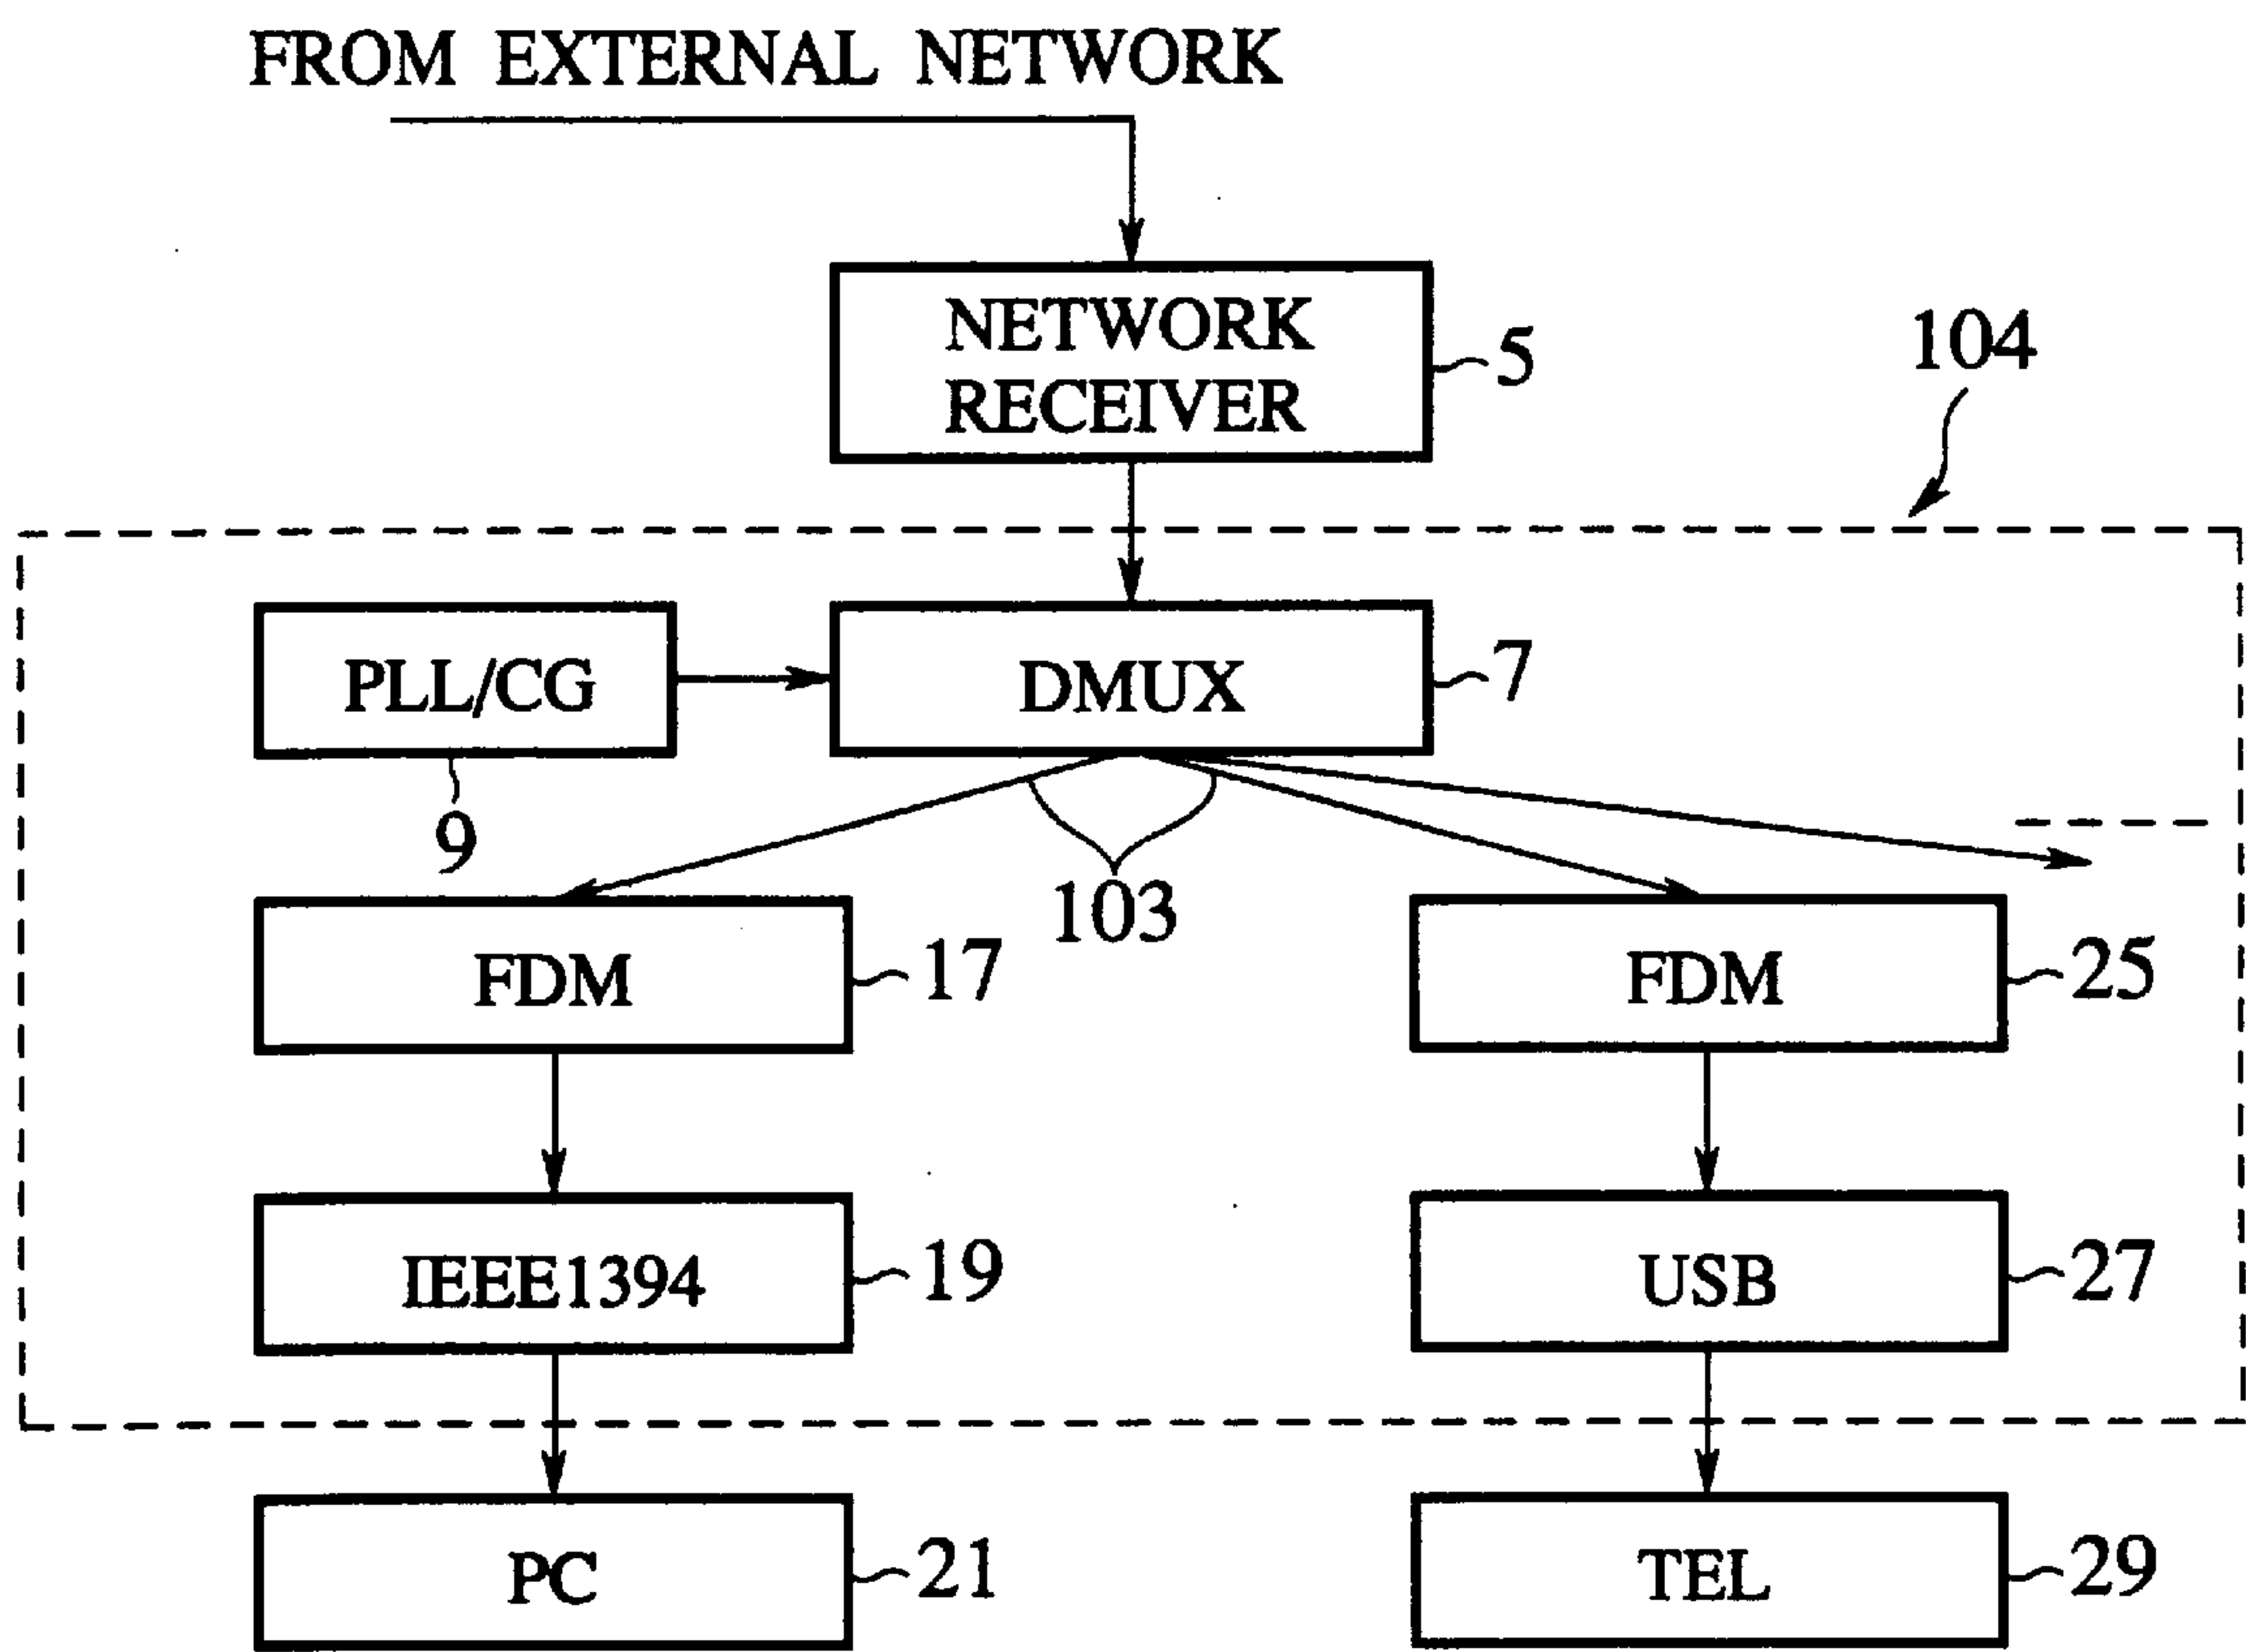 FROM EXTERNAL NETWORK
NETWORK
RECEIVER
5
104
PLL/CG
DMUX
7
9
103
FDM
17
FDM
25
IEEE1394
19
USB
27
PC
21
TEL
29